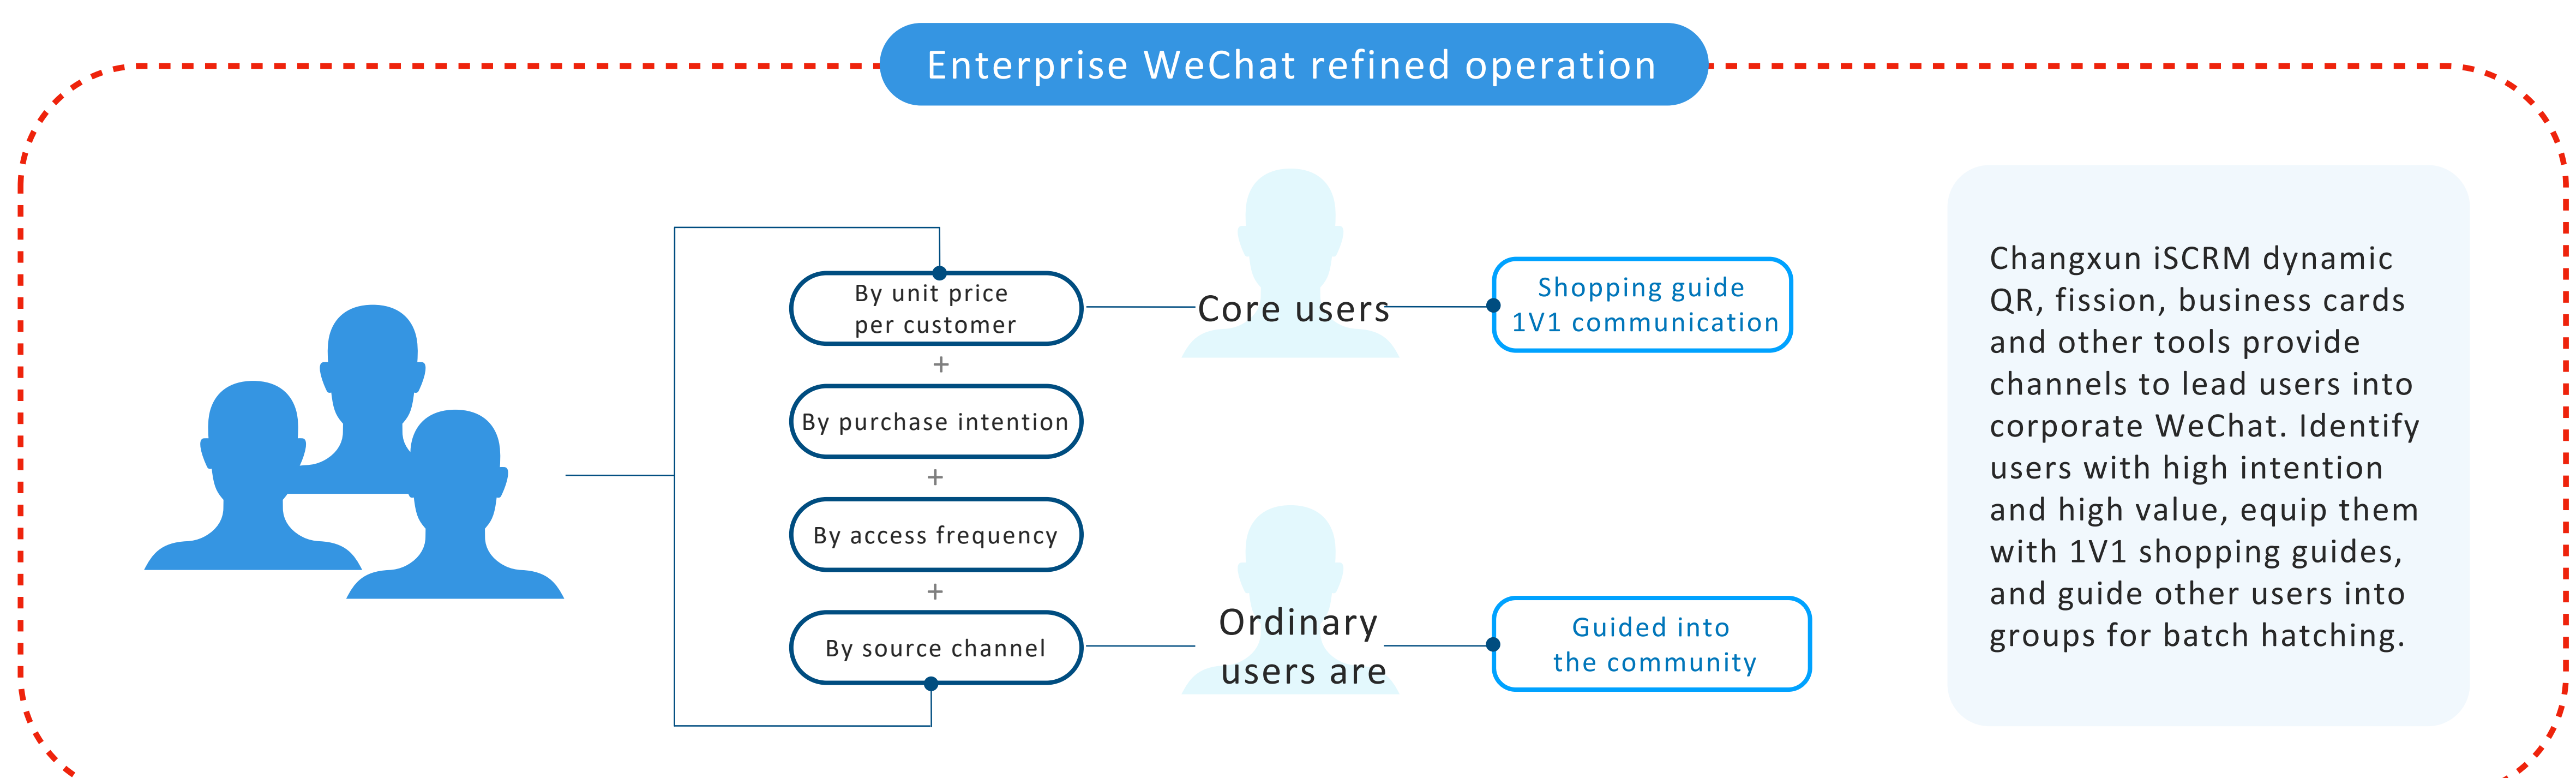 Enterprise WeChat refined operation
By unit price
per customer
+
By purchase intention
+
By access frequency
+
By source channel
Core users
Shopping guide
1V1 communication
Ordinary
users are
Guided into
the community
Changxun iSCRM dynamic
QR, fission, business cards
and other tools provide
channels to lead users into
corporate WeChat. Identify
users with high intention
and high value, equip them
with 1V1 shopping guides,
and guide other users into
groups for batch hatching.